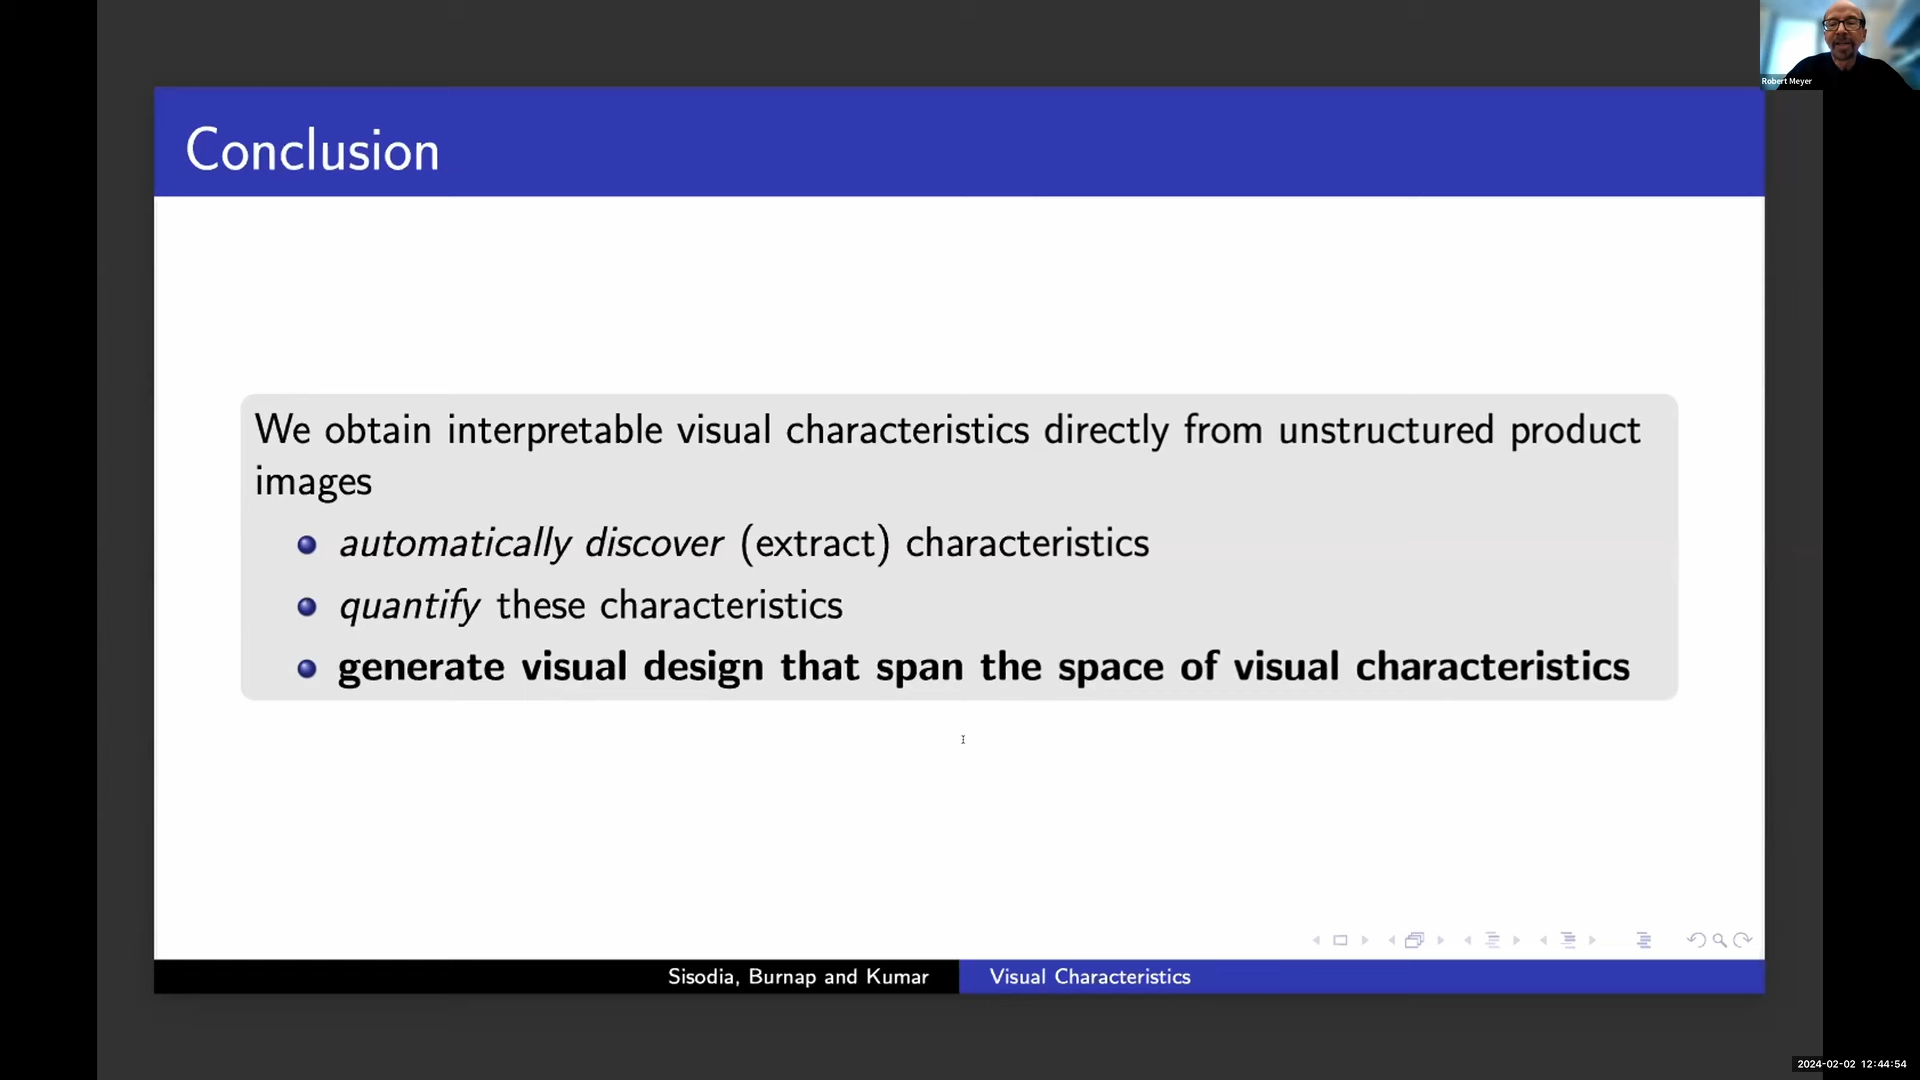 Robert Meyer
Conclusion
We obtain interpretable visual characteristics directly from unstructured product
images
automatically discover (extract) characteristics
quantify these characteristics
generate visual design that span the space of visual characteristics
Sisodia, Burnap and Kumar
Visual Characteristics
2024-02-02 12:44:54